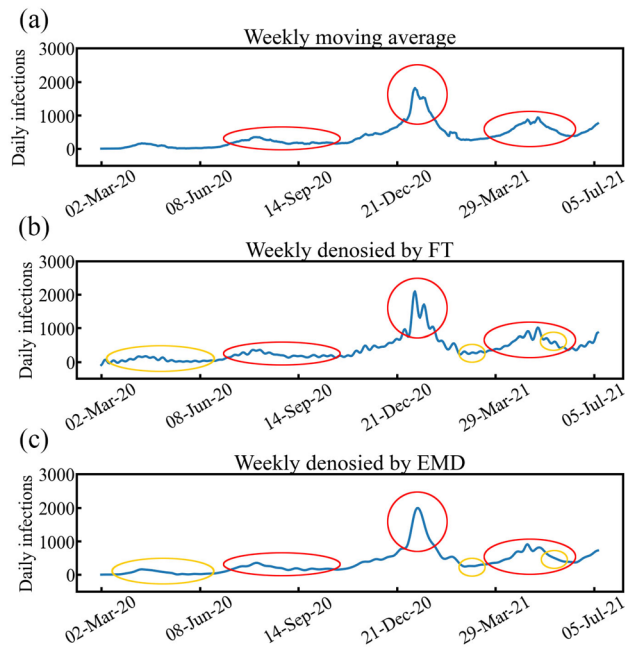 (a)
Weekly moving average
Daily infections
3000
2000
1000
0
02-Mar-20
08-Jun-20
14-Sep-20
21-Dec-20
29-Mar-21
05-Jul-21
(b)
Weekly denosied by FT
Daily infections
3000
2000
1000
0
02-Mar-20
08-Jun-20
14-Sep-20
21-Dec-20
29-Mar-21
05-Jul-21
(c)
Weekly denosied by EMD
Daily infections
3000
2000
1000
0
02-Mar-20
08-Jun-20
14-Sep-20
21-Dec-20
29-Mar-21
05-Jul-21